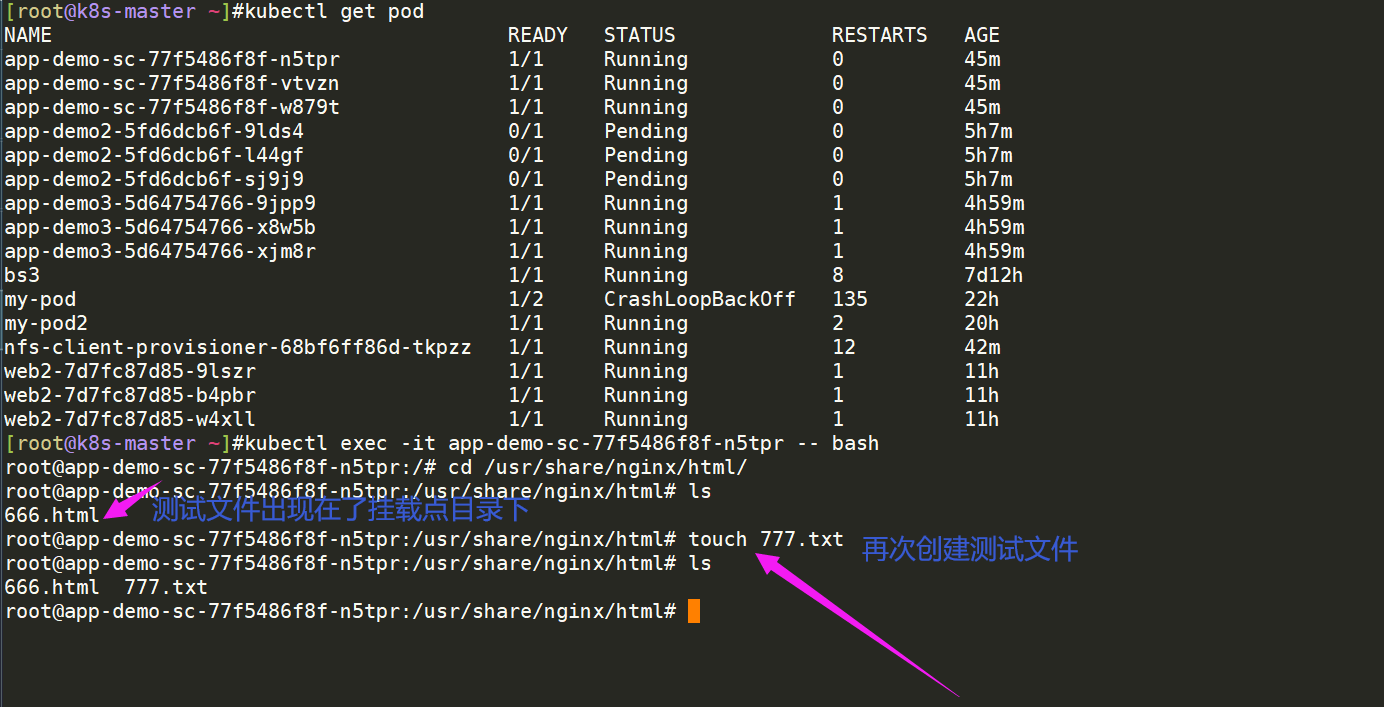 [root@k8s-master ~]#kubectl get pod
NAME READY STATUS RESTARTS AGE
app-demo-sc-77f5486f8f-n5tpr 1/1 Running 0 45m
app-demo-sc-77f5486f8f-vtvzn 1/1 Running 0 45m
app-demo-sc-77f5486f8f-w879t 1/1 Running 0 45m
app-demo2-5fd6dcb6f-9lds4 0/1 Pending 0 5h7m
app-demo2-5fd6dcb6f-l44gf 0/1 Pending 0 5h7m
app-demo2-5fd6dcb6f-sj9j9 0/1 Pending 0 5h7m
app-demo3-5d64754766-9jpp9 1/1 Running 1 4h59m
app-demo3-5d64754766-x8w5b 1/1 Running 1 4h59m
app-demo3-5d64754766-xjm8r 1/1 Running 1 4h59m
bs3 1/1 Running 8 7d12h
my-pod 1/2 CrashLoopBackOff 135 22h
my-pod2 1/1 Running 2 20h
nfs-client-provisioner-68bf6ff86d-tkpzz 1/1 Running 12 42m
web2-7d7fc87d85-9lszr 1/1 Running 1 11h
web2-7d7fc87d85-b4pbr 1/1 Running 1 11h
web2-7d7fc87d85-w4xll 1/1 Running 1 11h
[root@k8s-master ~]#kubectl exec -it app-demo-sc-77f5486f8f-n5tpr -- bash
root@app-demo-sc-77f5486f8f-n5tpr:/# cd /usr/share/nginx/html/
root@app-demo-sc-77f5486f8f-n5tpr:/usr/share/nginx/html# ls
666.html 测试文件出现在了挂载点目录下
root@app-demo-sc-77f5486f8f-n5tpr:/usr/share/nginx/html# touch 777.txt 再次创建测试文件
root@app-demo-sc-77f5486f8f-n5tpr:/usr/share/nginx/html# ls
666.html 777.txt
root@app-demo-sc-77f5486f8f-n5tpr:/usr/share/nginx/html#